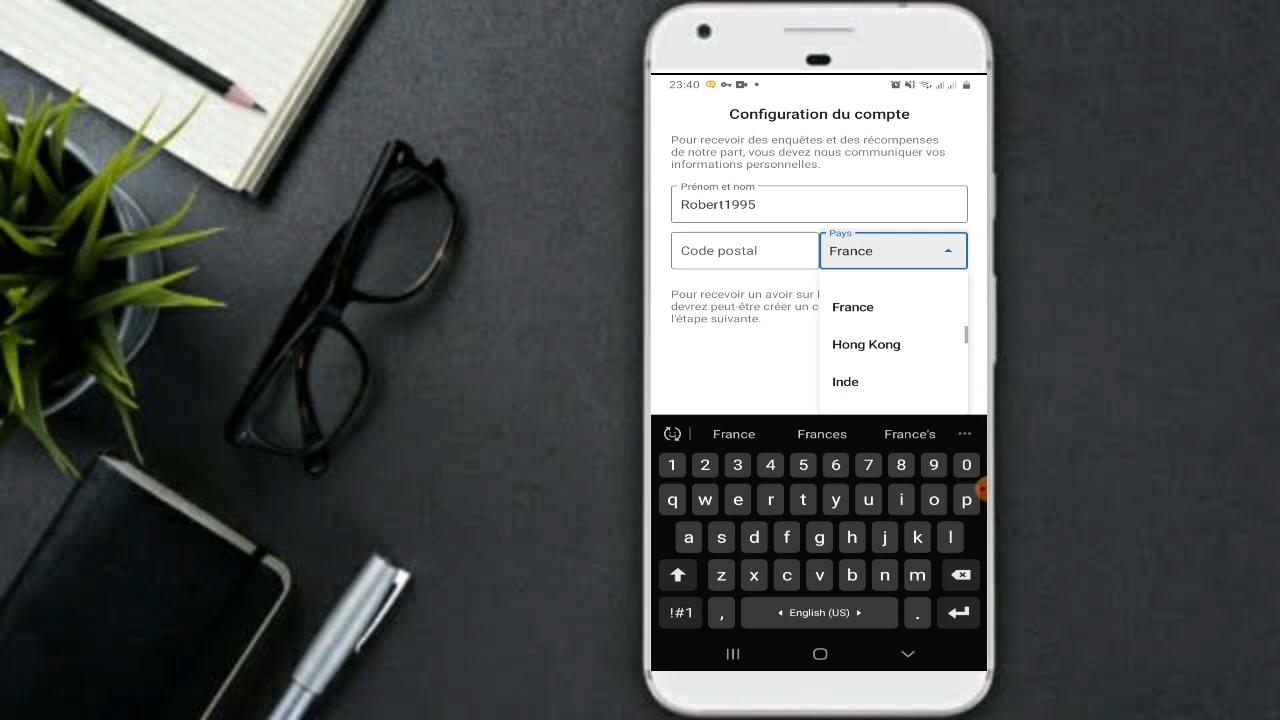 23:40
Configuration du compte
Pour recevoir des enquêtes et des récompenses
de notre part, vous devez nous communiquer vos
informations personnelles.
Prénom et nom
Robert1995
Code postal
Pays
France
Pour recevoir un avoir sur l
devrez peut-être créer un c
l'étape suivante.
France
Hong Kong
Inde
France Frances France's
1 2 3 4 5 6 7 8 9 0
q w e r t y u i o p
a s d f g h j k l
z x c v b n m
!#1 , English (US) .